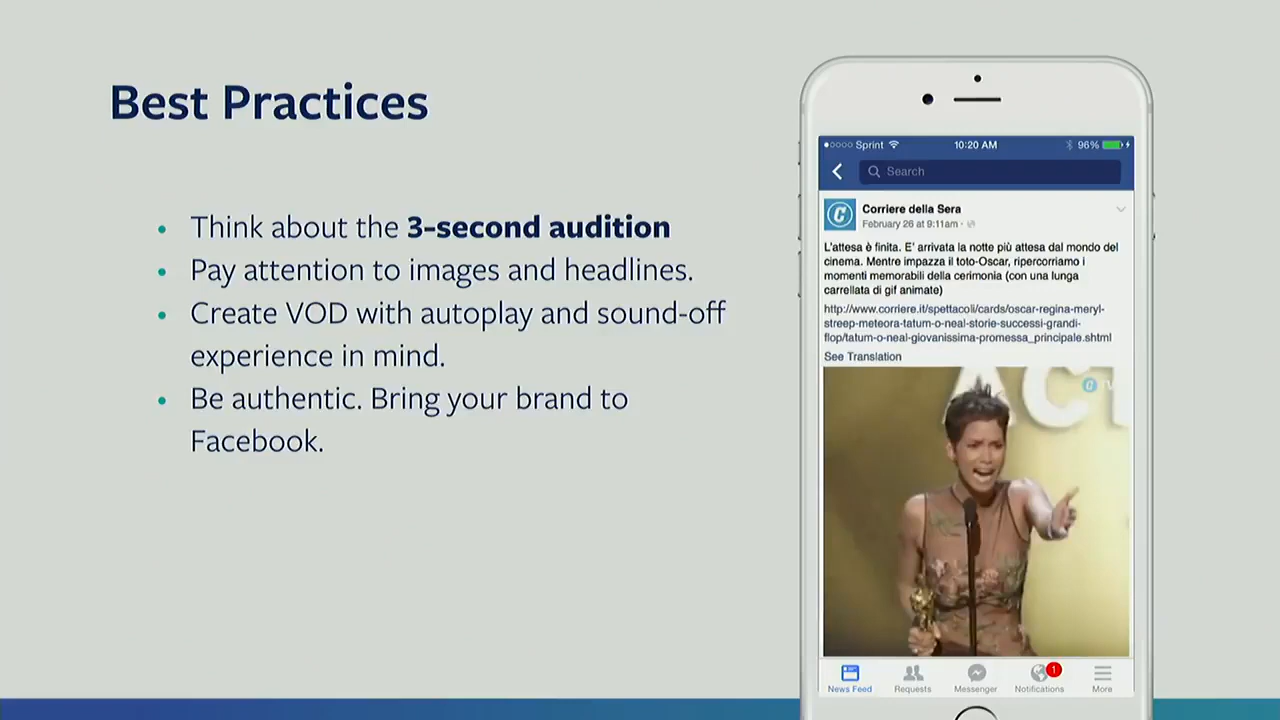 Best Practices
Think about the 3-second audition
Pay attention to images and headlines.
Create VOD with autoplay and sound-off
experience in mind.
Be authentic. Bring your brand to
Facebook.
Sprint 10:20 AM 96%
Search
Corriere della Sera
February 26 at 9:11am ·
L'attesa è finita. E' arrivata la notte più attesa dal mondo del
cinema. Mentre impazza il toto-Oscar, ripercorriamo i
momenti memorabili della cerimonia (con una lunga
carrellata di gif animate)
http://www.corriere.it/spettacoli/cards/oscar-regina-meryl-
streep-meteora-tatum-o-neal-storie-successi-grandi-
flop/tatum-o-neal-giovanissima-promessa_principale.shtml
See Translation
AC
1
News Feed Requests Messenger Notifications More